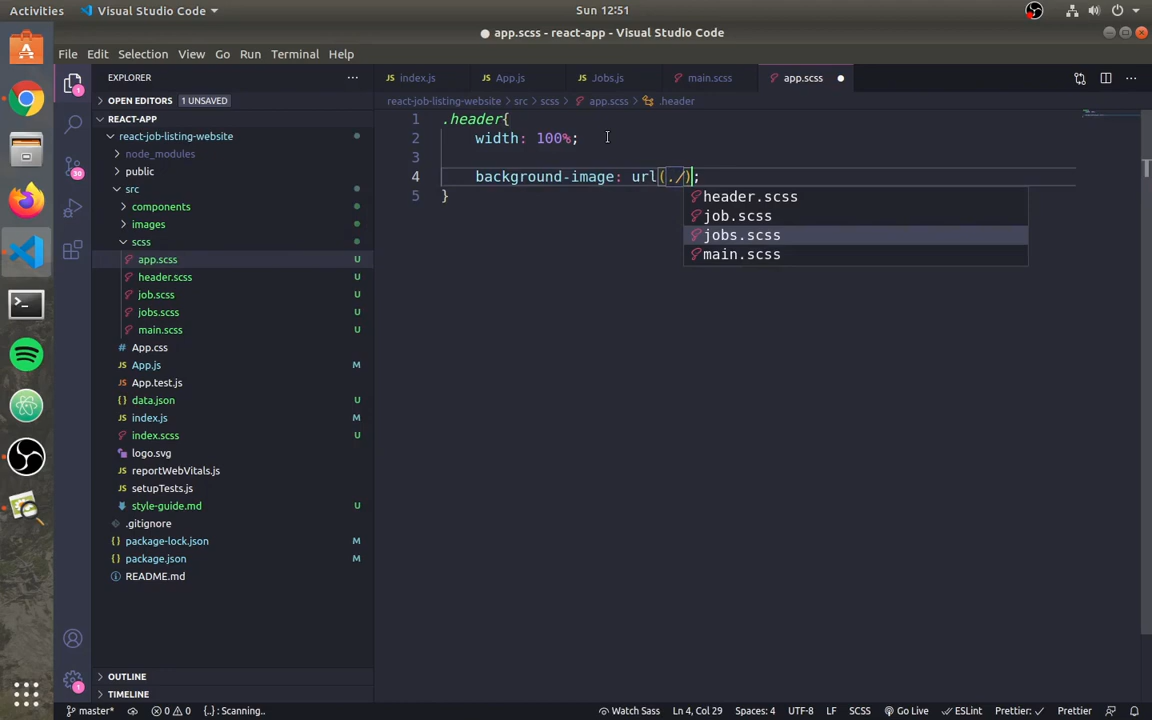 Activities
Visual Studio Code
Sun 12:51
app.scss - react-app - Visual Studio Code
File Edit Selection View Go Run Terminal Help
EXPLORER
index.js
App.js
Jobs.js
main.scss
app.scss
OPEN EDITORS 1 UNSAVED
react-job-listing-website > src > scss > app.scss > .header
REACT-APP
react-job-listing-website
node_modules
public
src
components
images
scss
app.scss U
header.scss U
job.scss U
jobs.scss U
main.scss U
App.css
App.js M
App.test.js
data.json U
index.js M
index.scss U
logo.svg
reportWebVitals.js
setupTests.js
style-guide.md U
.gitignore
package-lock.json M
package.json M
README.md
OUTLINE
TIMELINE
1 .header{
2 width: 100%;
3
4 background-image: url(./);
5 }
header.scss
job.scss
jobs.scss
main.scss
1
30
1
master* 0 0 {..}: Scanning.. Watch Sass Ln 4, Col 29 Spaces: 4 UTF-8 LF SCSS Go Live ESLint Prettier: ✓ Prettier